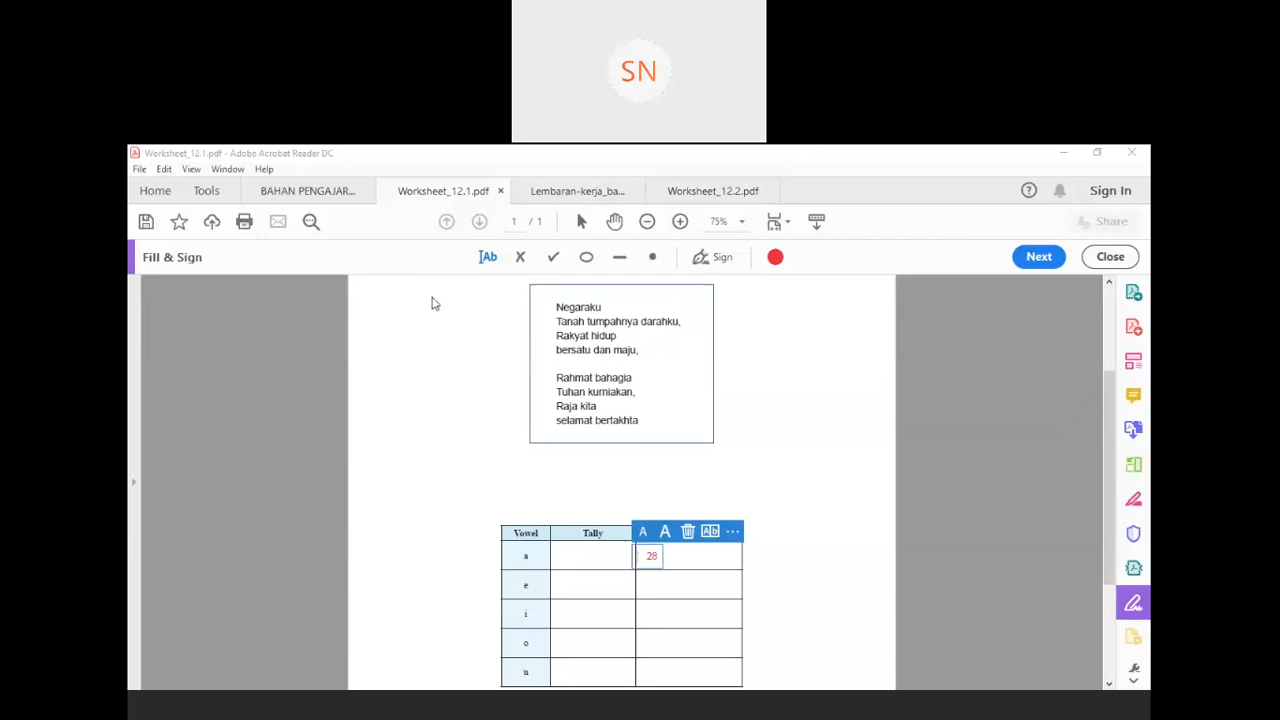 SN
Worksheet_12.1.pdf - Adobe Acrobat Reader DC
File Edit View Window Help
Home Tools BAHAN PENGAJAR... Worksheet_12.1.pdf × Lembaran-kerja_ba... Worksheet_12.2.pdf Sign In
1 / 1 75% Share
Fill & Sign Ab Sign Next Close
Negaraku
Tanah tumpahnya darahku,
Rakyat hidup
bersatu dan maju,
Rahmat bahagia
Tuhan kurniakan,
Raja kita
selamat bertakhta
Vowel Tally A A Ab ...
a 28
e
i
o
u